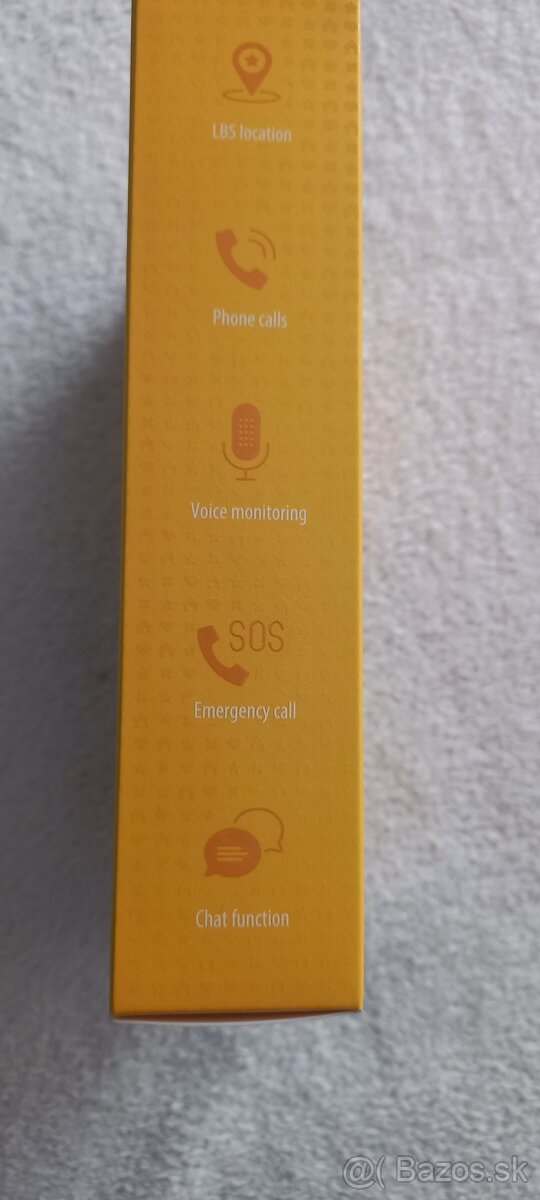 LBS location
Phone calls
Voice monitoring
SOS
Emergency call
Chat function
@( Bazos.sk